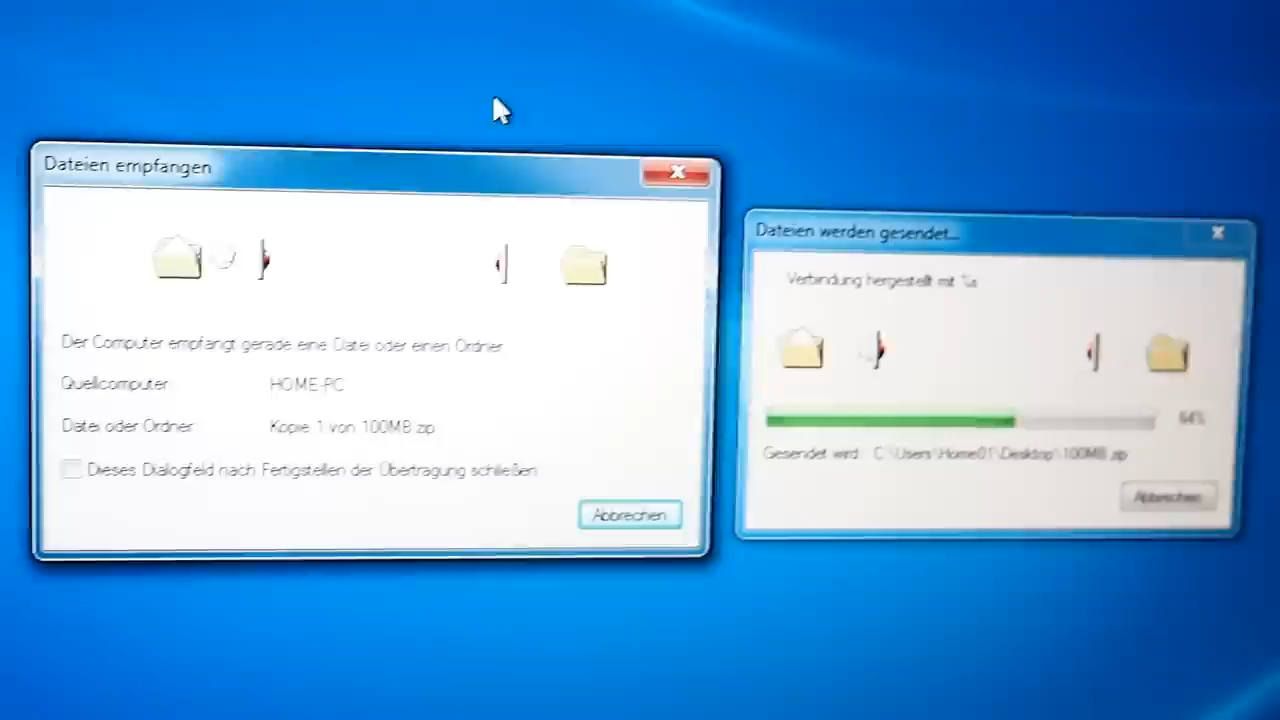 Dateien empfangen
Der Computer empfängt gerade eine Datei oder einen Ordner
Quellcomputer: HOME-PC
Datei oder Ordner: Kopie 1 von 100MB.zip
Dieses Dialogfeld nach Fertigstellen der Übertragung schließen
Abbrechen
Dateien werden gesendet...
Verbindung hergestellt mit %s
64%
Gesendet wird: C:\Users\Home01\Desktop\100MB.zip
Abbrechen